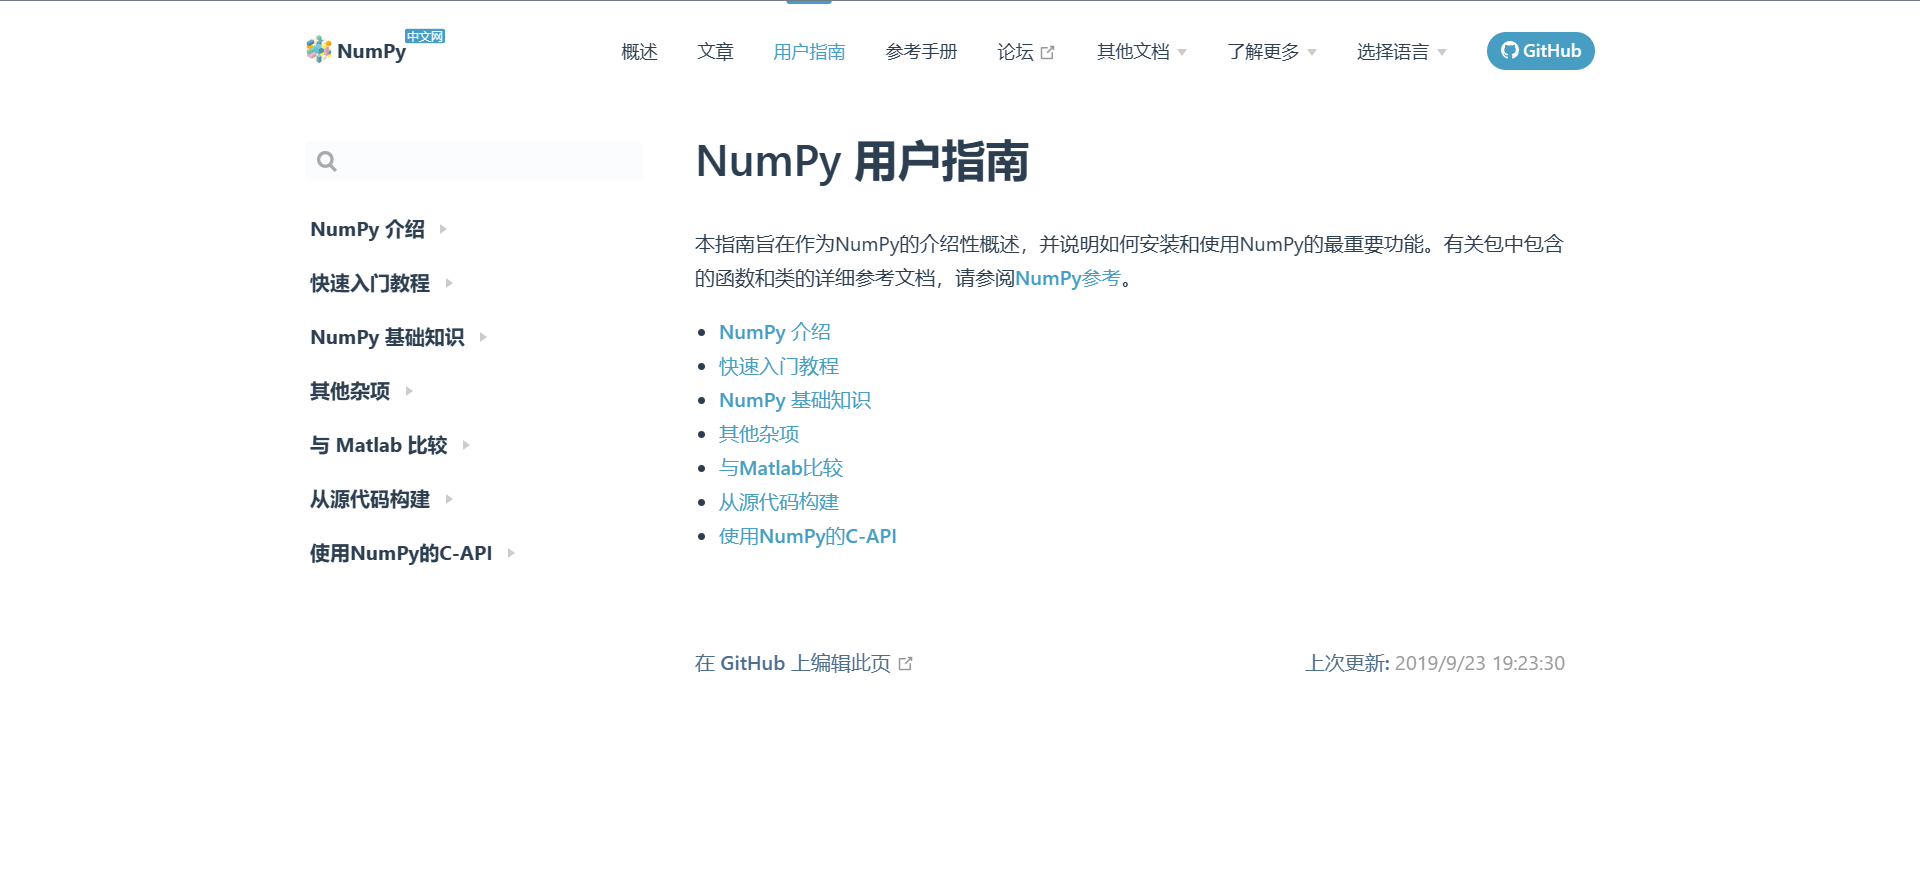 NumPy 中文网
概述 文章 用户指南 参考手册 论坛 其他文档 了解更多 选择语言 GitHub
NumPy 介绍
快速入门教程
NumPy 基础知识
其他杂项
与 Matlab 比较
从源代码构建
使用NumPy的C-API
NumPy 用户指南
本指南旨在作为NumPy的介绍性概述，并说明如何安装和使用NumPy的最重要功能。有关包中包含
的函数和类的详细参考文档，请参阅NumPy参考。
NumPy 介绍
快速入门教程
NumPy 基础知识
其他杂项
与Matlab比较
从源代码构建
使用NumPy的C-API
在 GitHub 上编辑此页 上次更新: 2019/9/23 19:23:30